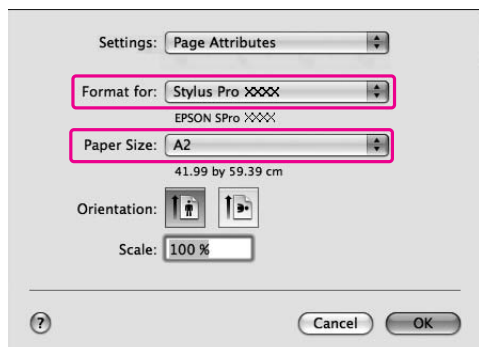 Settings: Page Attributes
Format for: Stylus Pro XXXX
EPSON SPro XXXX
Paper Size: A2
41.99 by 59.39 cm
Orientation:
Scale: 100 %
? Cancel OK